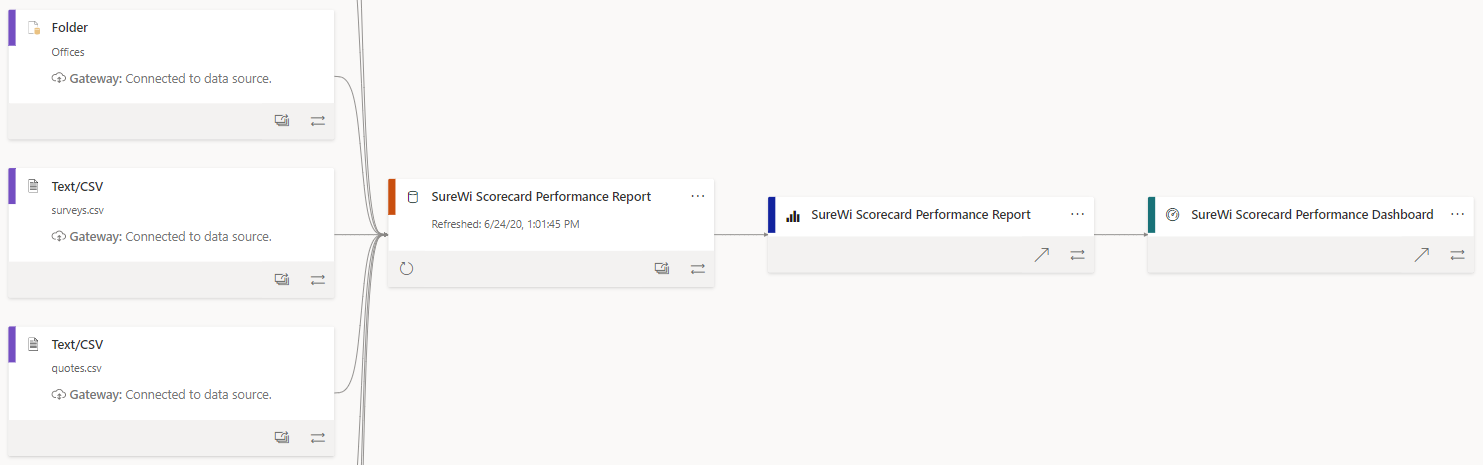 Folder
Offices
Gateway: Connected to data source.
Text/CSV
surveys.csv
Gateway: Connected to data source.
Text/CSV
quotes.csv
Gateway: Connected to data source.
SureWi Scorecard Performance Report
Refreshed: 6/24/20, 1:01:45 PM
SureWi Scorecard Performance Report
SureWi Scorecard Performance Dashboard